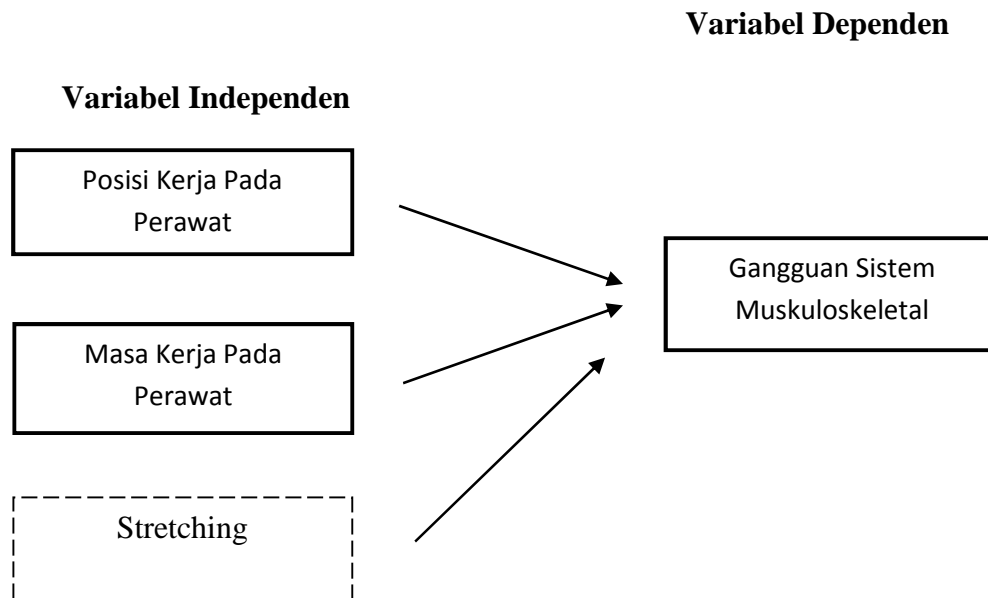 Variabel Dependen
Variabel Independen
Posisi Kerja Pada
Perawat
Masa Kerja Pada
Perawat
Stretching
Gangguan Sistem
Muskuloskeletal